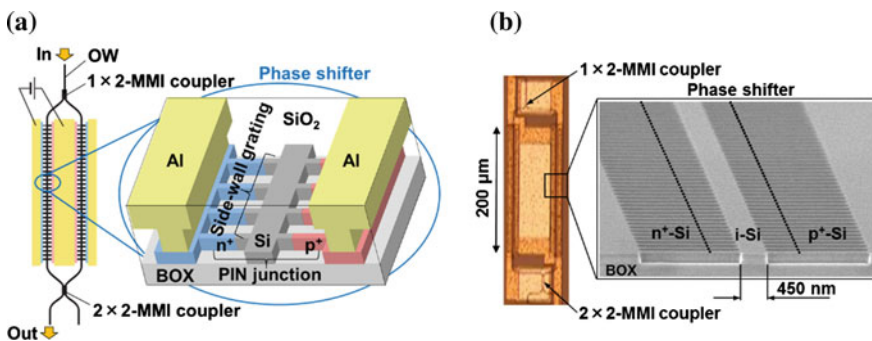 (a)
In
OW
1×2-MMI coupler
Phase shifter
SiO2
Al
Al
Side-wall grating
n+
Si
p+
BOX
PIN junction
2×2-MMI coupler
Out
(b)
1×2-MMI coupler
Phase shifter
200 μm
n+-Si
i-Si
p+-Si
BOX
450 nm
2×2-MMI coupler